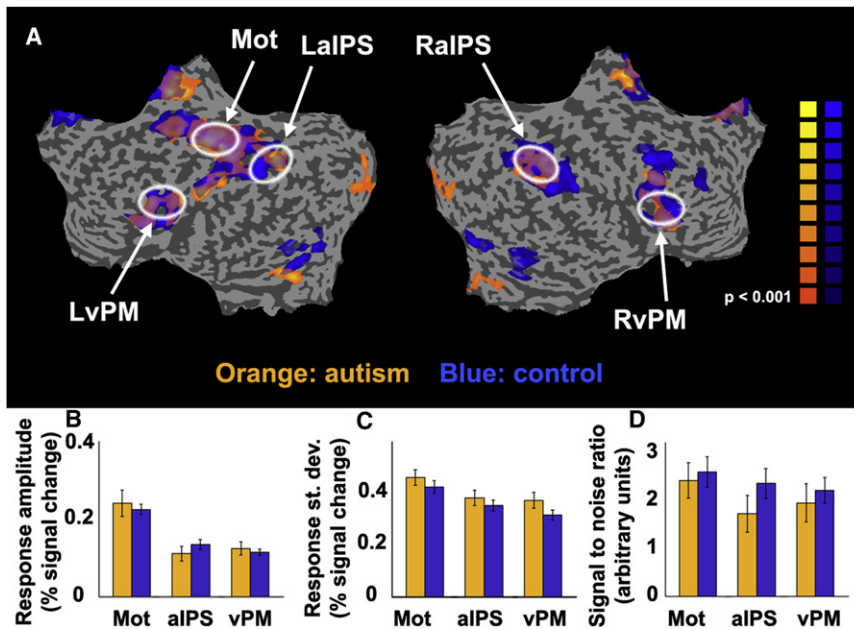 A
Mot
LaIPS
RaIPS
LvPM
RvPM
p < 0.001
Orange: autism Blue: control
B
Response amplitude
(% signal change)
0.4
0.2
0
Mot aIPS vPM
C
Response st. dev.
(% signal change)
0.4
0.2
0
Mot aIPS vPM
D
Signal to noise ratio
(arbitrary units)
3
2
1
0
Mot aIPS vPM